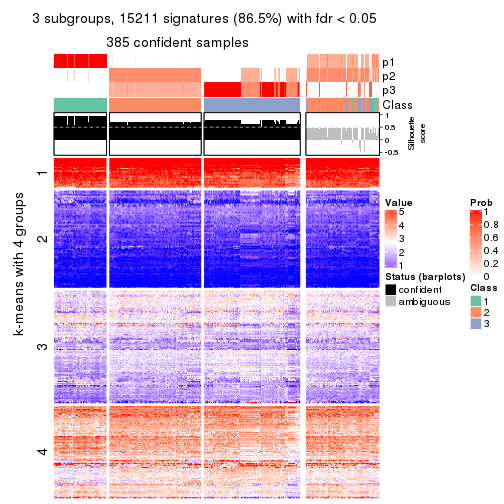 3 subgroups, 15211 signatures (86.5%) with fdr < 0.05
385 confident samples
p1
p2
p3
Class
1
0.5
0
-0.5
Silhouette
score
k-means with 4 groups
1
2
3
4
Value
5
4
3
2
1
Status (barplots)
confident
ambiguous
Prob
1
0.8
0.6
0.4
0.2
0
Class
1
2
3